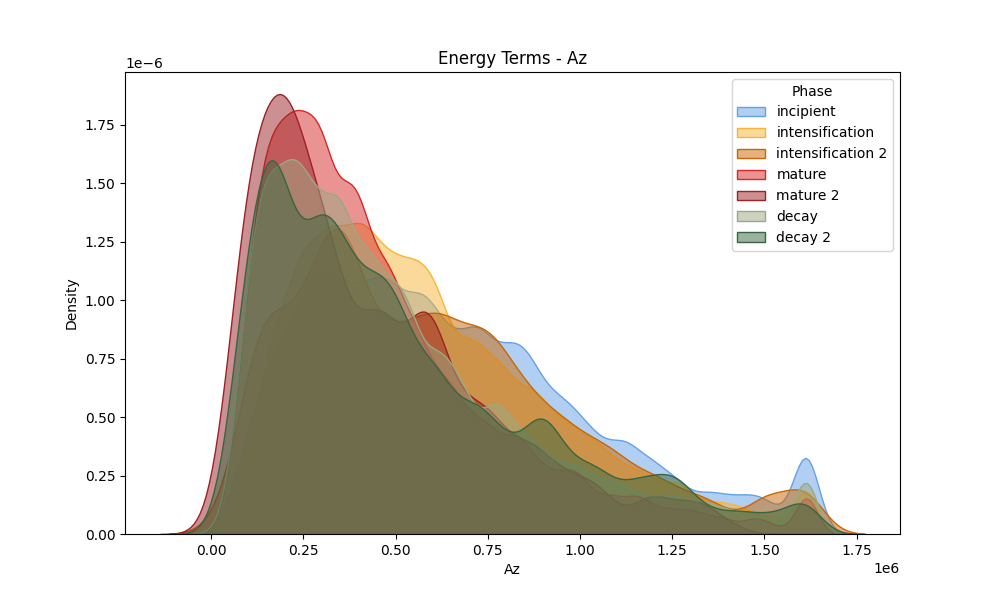 Energy Terms - Az
1e−6
Phase
incipient
intensification
intensification 2
mature
mature 2
decay
decay 2
1.75
1.50
1.25
1.00
0.75
0.50
0.25
0.00
Density
0.00 0.25 0.50 0.75 1.00 1.25 1.50 1.75
Az
1e6